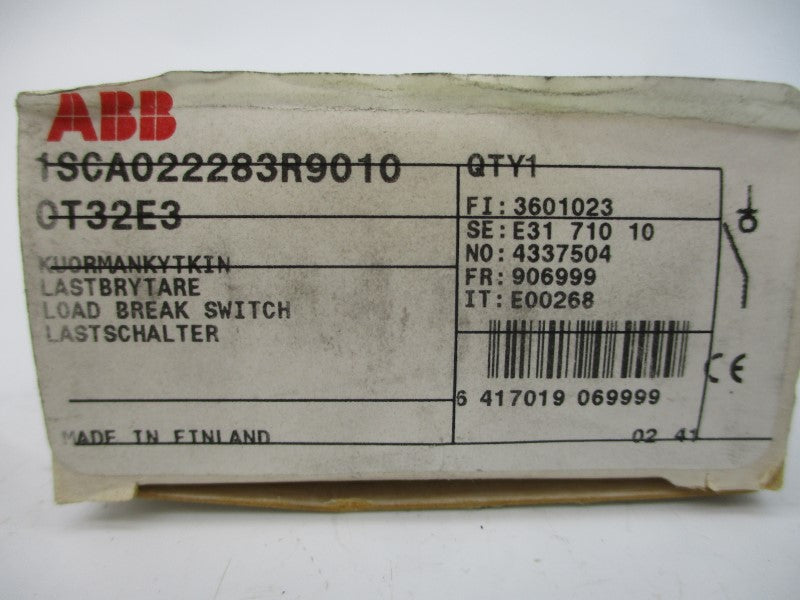 ABB
1SCA022283R9010
OT32E3
KUORMANKYTKIN
LASTBRYTARE
LOAD BREAK SWITCH
LASTSCHALTER
MADE IN FINLAND
QTY1
FI: 3601023
SE: E31 710 10
NO: 4337504
FR: 906999
IT: E00268
6 417019 069999
02 41
CE